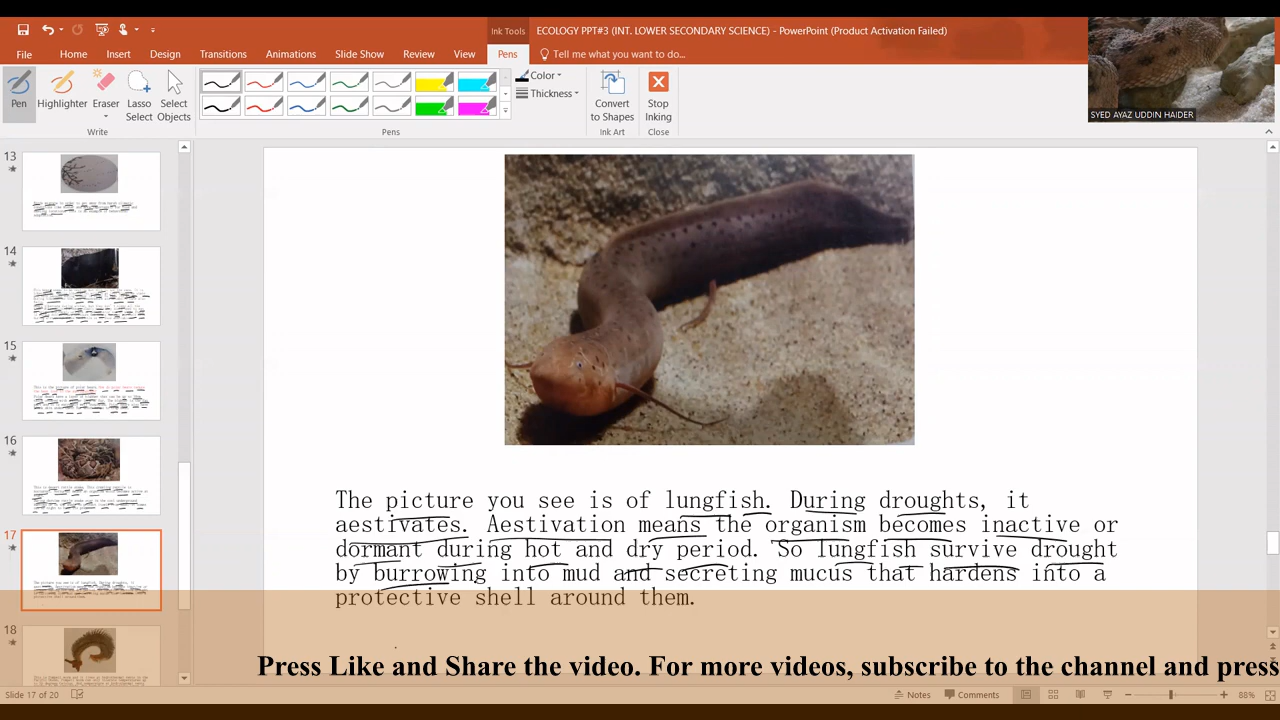 Ink Tools
ECOLOGY PPT#3 (INT. LOWER SECONDARY SCIENCE) - PowerPoint (Product Activation Failed)
File Home Insert Design Transitions Animations Slide Show Review View Pens Tell me what you want to do...
Pen Highlighter Eraser Lasso Select Select Objects
Color
Thickness
Convert to Shapes
Stop Inking
Write Pens Ink Art Close
SYED AYAZ UDDIN HAIDER
13
14
15
16
17
18
The picture you see is of lungfish. During droughts, it
aestivates. Aestivation means the organism becomes inactive or
dormant during hot and dry period. So lungfish survive drought
by burrowing into mud and secreting mucus that hardens into a
protective shell around them.
Press Like and Share the video. For more videos, subscribe to the channel and press
Slide 17 of 20 Notes Comments 88%